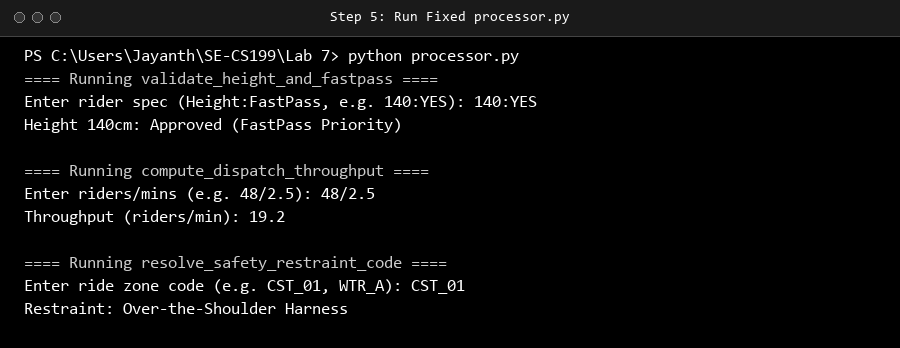 Step 5: Run Fixed processor.py
PS C:\Users\Jayanth\SE-CS199\Lab 7> python processor.py
==== Running validate_height_and_fastpass ====
Enter rider spec (Height:FastPass, e.g. 140:YES): 140:YES
Height 140cm: Approved (FastPass Priority)
==== Running compute_dispatch_throughput ====
Enter riders/mins (e.g. 48/2.5): 48/2.5
Throughput (riders/min): 19.2
==== Running resolve_safety_restraint_code ====
Enter ride zone code (e.g. CST_01, WTR_A): CST_01
Restraint: Over-the-Shoulder Harness